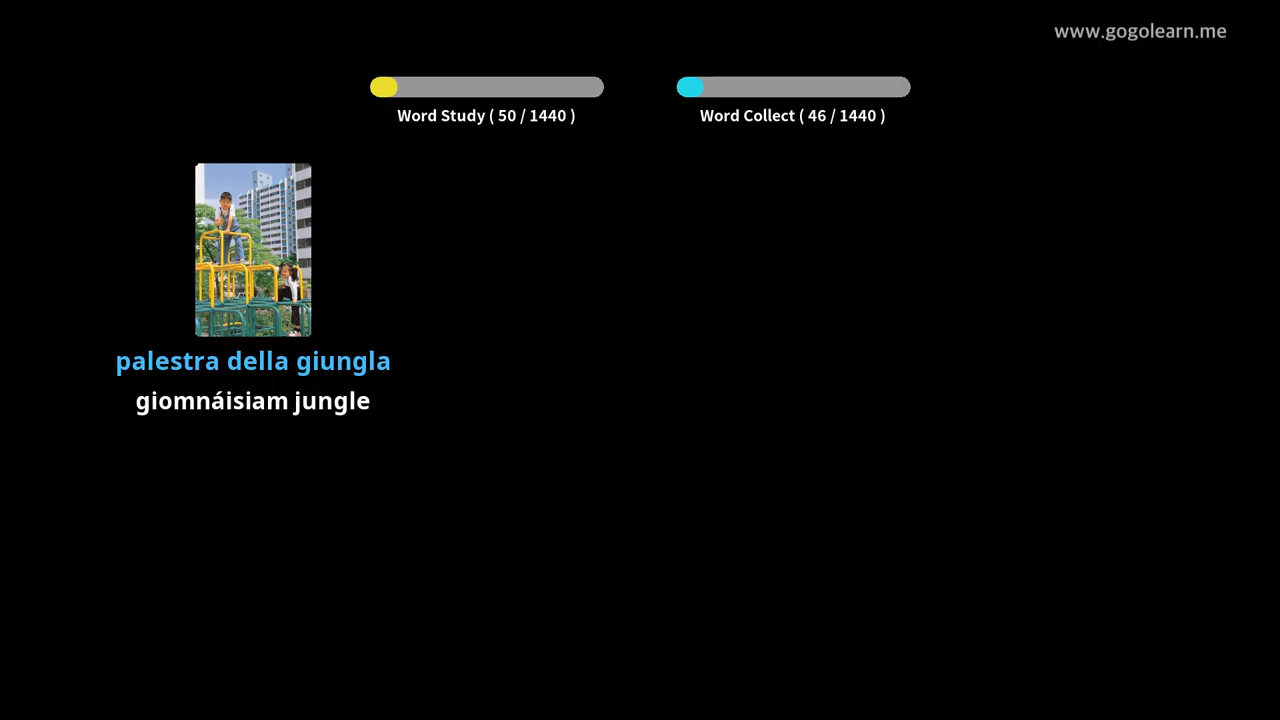 www.gogolearn.me
Word Study ( 50 / 1440 )
Word Collect ( 46 / 1440 )
palestra della giungla
giomnáisiam jungle